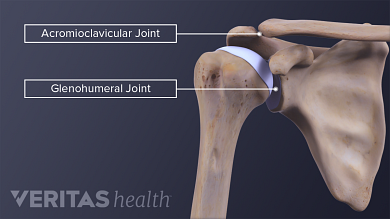 Acromioclavicular Joint
Glenohumeral Joint
VERITAS health